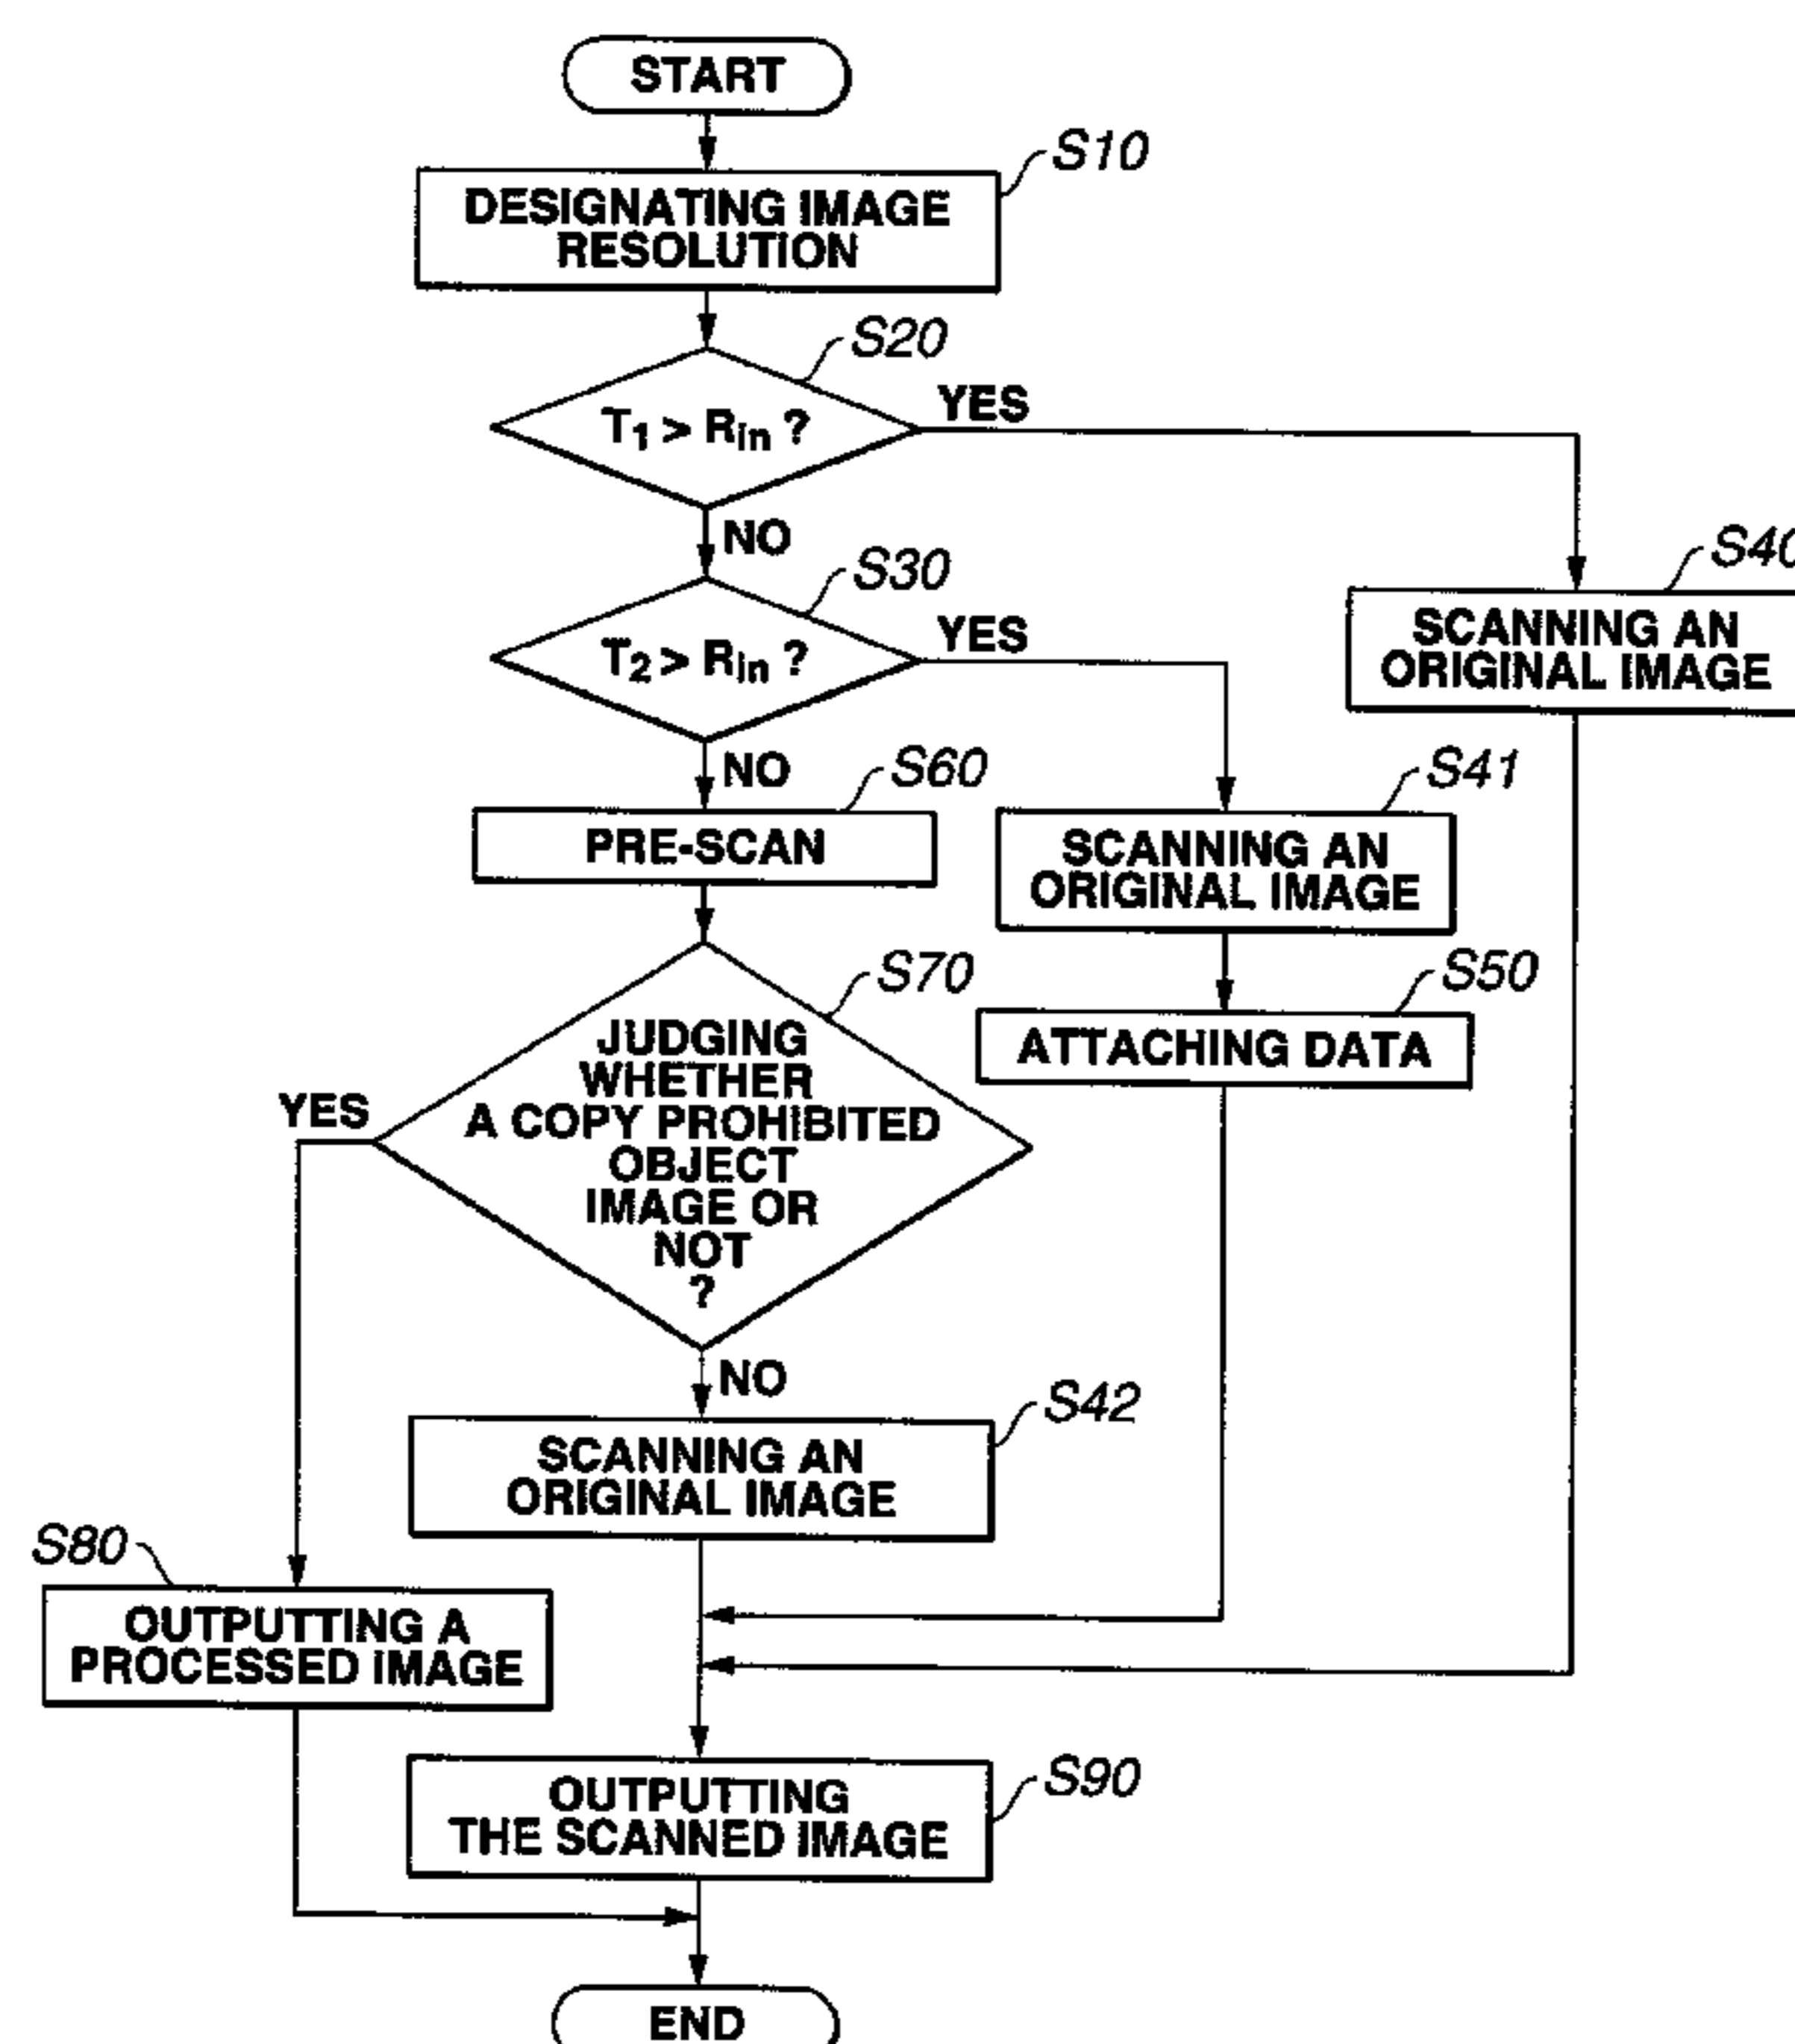 START
S10
DESIGNATING IMAGE
RESOLUTION
S20
T1 > Rin ?
YES
NO
S30
T2 > Rin ?
YES
S40
SCANNING AN
ORIGINAL IMAGE
NO
S60
PRE-SCAN
S41
SCANNING AN
ORIGINAL IMAGE
S50
ATTACHING DATA
S70
JUDGING
WHETHER
A COPY PROHIBITED
OBJECT
IMAGE OR
NOT
?
YES
NO
S42
SCANNING AN
ORIGINAL IMAGE
S80
OUTPUTTING A
PROCESSED IMAGE
S90
OUTPUTTING
THE SCANNED IMAGE
END